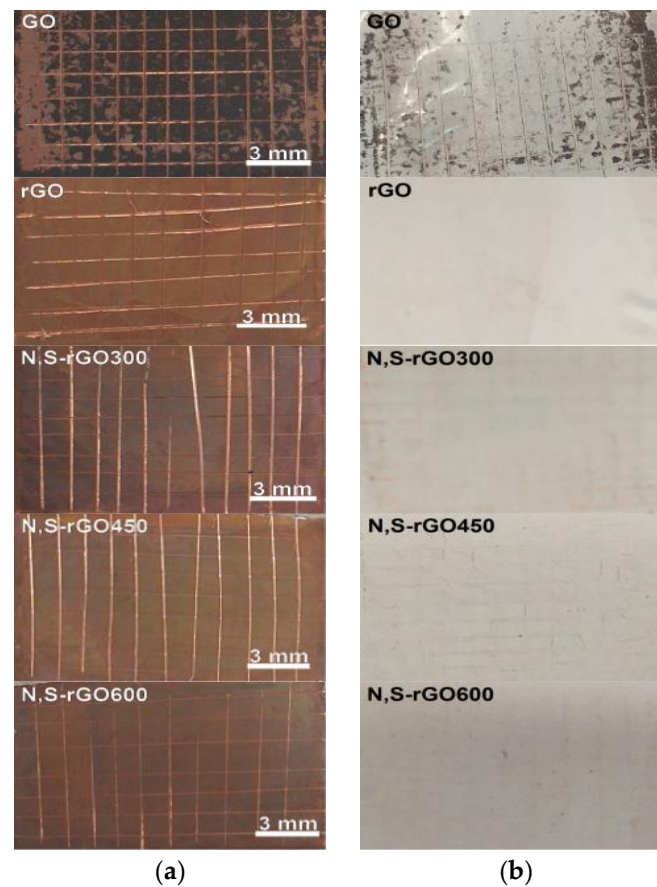 GO
GO
3 mm
rGO
rGO
3 mm
N,S-rGO300
N,S-rGO300
3 mm
N,S-rGO450
N,S-rGO450
3 mm
N,S-rGO600
N,S-rGO600
3 mm
(a)
(b)